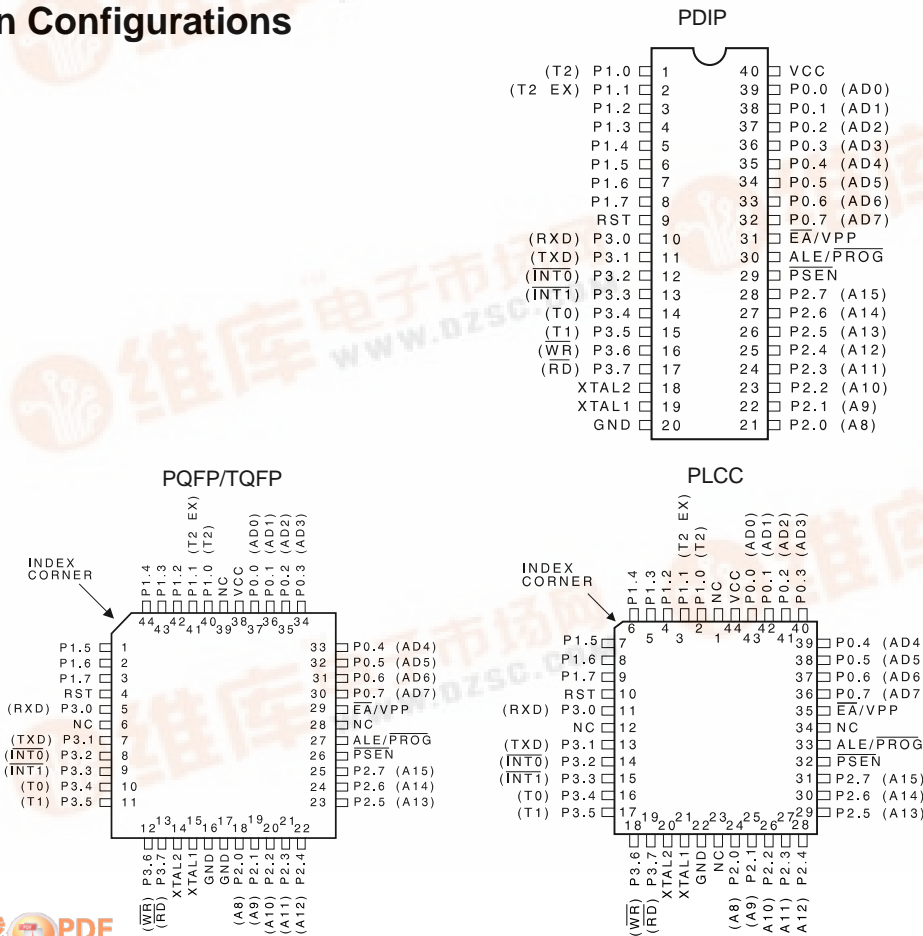 n Configurations
PDIP
(T2) P1.0 1 40 VCC
(T2 EX) P1.1 2 39 P0.0 (AD0)
P1.2 3 38 P0.1 (AD1)
P1.3 4 37 P0.2 (AD2)
P1.4 5 36 P0.3 (AD3)
P1.5 6 35 P0.4 (AD4)
P1.6 7 34 P0.5 (AD5)
P1.7 8 33 P0.6 (AD6)
RST 9 32 P0.7 (AD7)
(RXD) P3.0 10 31 EA/VPP
(TXD) P3.1 11 30 ALE/PROG
(INT0) P3.2 12 29 PSEN
(INT1) P3.3 13 28 P2.7 (A15)
(T0) P3.4 14 27 P2.6 (A14)
(T1) P3.5 15 26 P2.5 (A13)
(WR) P3.6 16 25 P2.4 (A12)
(RD) P3.7 17 24 P2.3 (A11)
XTAL2 18 23 P2.2 (A10)
XTAL1 19 22 P2.1 (A9)
GND 20 21 P2.0 (A8)
PQFP/TQFP
INDEX
CORNER
P1.4 P1.3 P1.2 P1.1 (T2 EX) P1.0 (T2) NC VCC P0.0 (AD0) P0.1 (AD1) P0.2 (AD2) P0.3 (AD3)
44 43 42 41 40 39 38 37 36 35 34
P1.5 1 33 P0.4 (AD4)
P1.6 2 32 P0.5 (AD5)
P1.7 3 31 P0.6 (AD6)
RST 4 30 P0.7 (AD7)
(RXD) P3.0 5 29 EA/VPP
NC 6 28 NC
(TXD) P3.1 7 27 ALE/PROG
(INT0) P3.2 8 26 PSEN
(INT1) P3.3 9 25 P2.7 (A15)
(T0) P3.4 10 24 P2.6 (A14)
(T1) P3.5 11 23 P2.5 (A13)
12 13 14 15 16 17 18 19 20 21 22
(WR) P3.6 (RD) P3.7 XTAL2 XTAL1 GND GND (A8) P2.0 (A9) P2.1 (A10) P2.2 (A11) P2.3 (A12) P2.4
PLCC
INDEX
CORNER
P1.4 P1.3 P1.2 P1.1 (T2 EX) P1.0 (T2) NC VCC P0.0 (AD0) P0.1 (AD1) P0.2 (AD2) P0.3 (AD3)
6 5 4 3 2 1 44 43 42 41 40
P1.5 7 39 P0.4 (AD4
P1.6 8 38 P0.5 (AD5
P1.7 9 37 P0.6 (AD6
RST 10 36 P0.7 (AD7
(RXD) P3.0 11 35 EA/VPP
NC 12 34 NC
(TXD) P3.1 13 33 ALE/PROG
(INT0) P3.2 14 32 PSEN
(INT1) P3.3 15 31 P2.7 (A15)
(T0) P3.4 16 30 P2.6 (A14)
(T1) P3.5 17 29 P2.5 (A13)
18 19 20 21 22 23 24 25 26 27 28
(WR) P3.6 (RD) P3.7 XTAL2 XTAL1 GND NC (A8) P2.0 (A9) P2.1 A10) P2.2 A11) P2.3 A12) P2.4
维库电子市场网
WWW.DZSC.COM
PDF